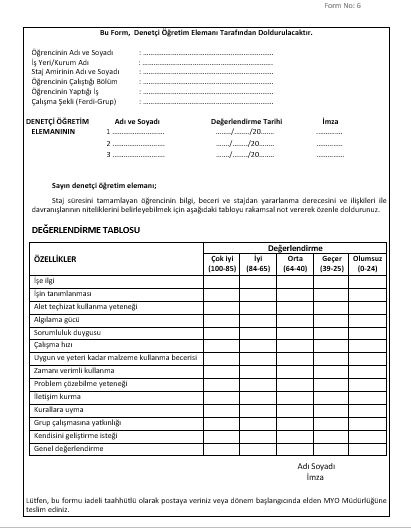 Form No: 6
Bu Form, Denetçi Öğretim Elemanı Tarafından Doldurulacaktır.
Öğrencinin Adı ve Soyadı : ................................................
İş Yeri/Kurum Adı : ................................................
Staj Amirinin Adı ve Soyadı : ................................................
Öğrencinin Çalıştığı Bölüm : ................................................
Öğrencinin Yaptığı İş : ................................................
Çalışma Şekli (Ferdi-Grup) : ................................................
DENETÇİ ÖĞRETİM Adı ve Soyadı Değerlendirme Tarihi İmza
ELEMANININ 1 .................... ......./......../20....... ..............
2 .................... ......./......../20....... ..............
3 .................... ......./......../20....... ..............
Sayın denetçi öğretim elemanı;
Staj süresini tamamlayan öğrencinin bilgi, beceri ve stajdan yararlanma derecesini ve ilişkileri ile
davranışlarının niteliklerini belirleyebilmek için aşağıdaki tabloyu rakamsal not vererek özenle doldurunuz.
DEĞERLENDİRME TABLOSU
ÖZELLİKLER
Değerlendirme
Çok iyi (100-85)
İyi (84-65)
Orta (64-40)
Geçer (39-25)
Olumsuz (0-24)
İşe ilgi
İşin tanımlanması
Alet teçhizat kullanma yeteneği
Algılama gücü
Sorumluluk duygusu
Çalışma hızı
Uygun ve yeteri kadar malzeme kullanma becerisi
Zamanı verimli kullanma
Problem çözebilme yeteneği
İletişim kurma
Kurallara uyma
Grup çalışmasına yatkınlığı
Kendisini geliştirme isteği
Genel değerlendirme
Adı Soyadı
İmza
Lütfen, bu formu iadeli taahhütlü olarak postaya veriniz veya dönem başlangıcında elden MYO Müdürlüğüne
teslim ediniz.